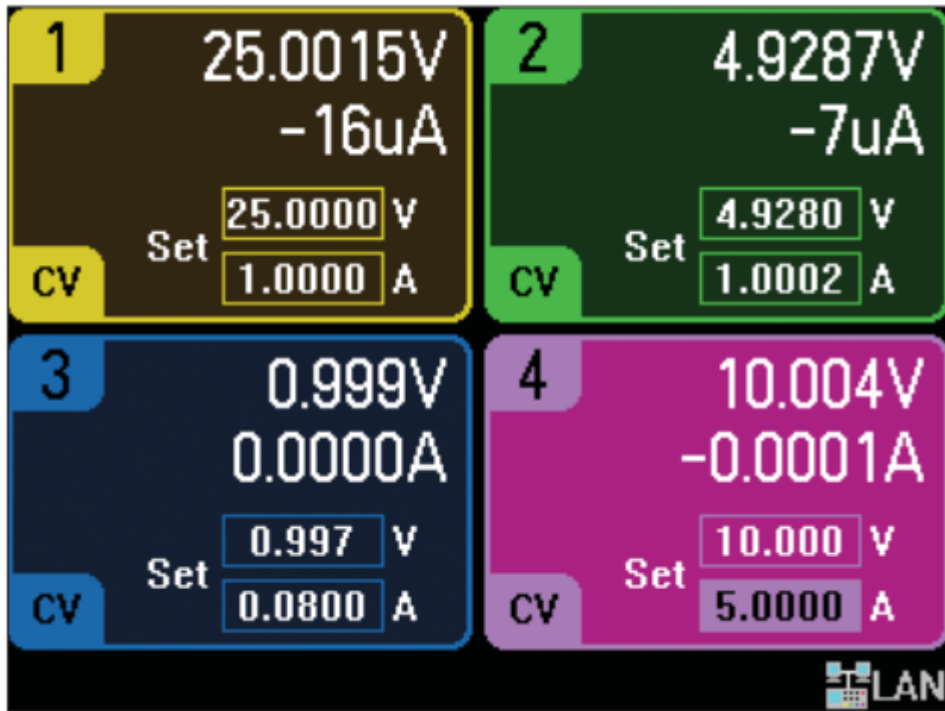 1
25.0015V
-16uA
Set
25.0000 V
1.0000 A
CV
2
4.9287V
-7uA
Set
4.9280 V
1.0002 A
CV
3
0.999V
0.0000A
Set
0.997 V
0.0800 A
CV
4
10.004V
-0.0001A
Set
10.000 V
5.0000 A
CV
LAN